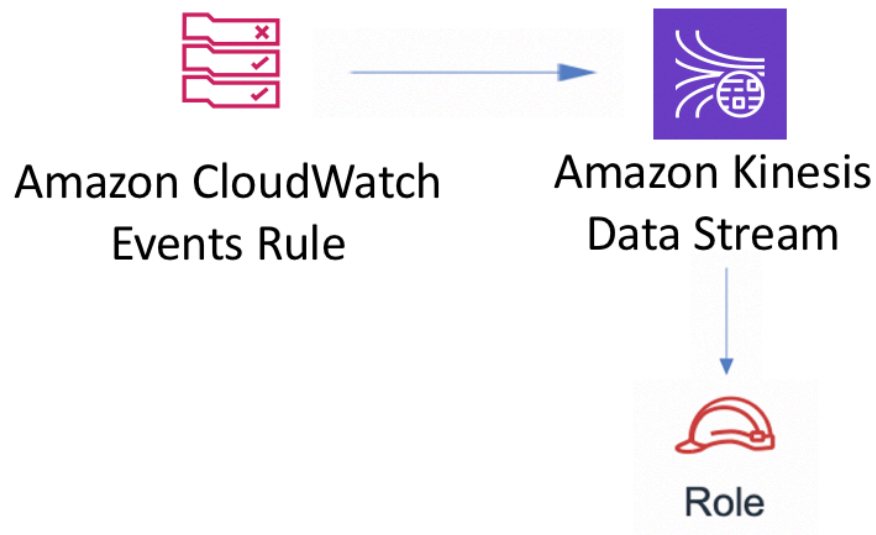 Amazon CloudWatch
Events Rule
Amazon Kinesis
Data Stream
Role